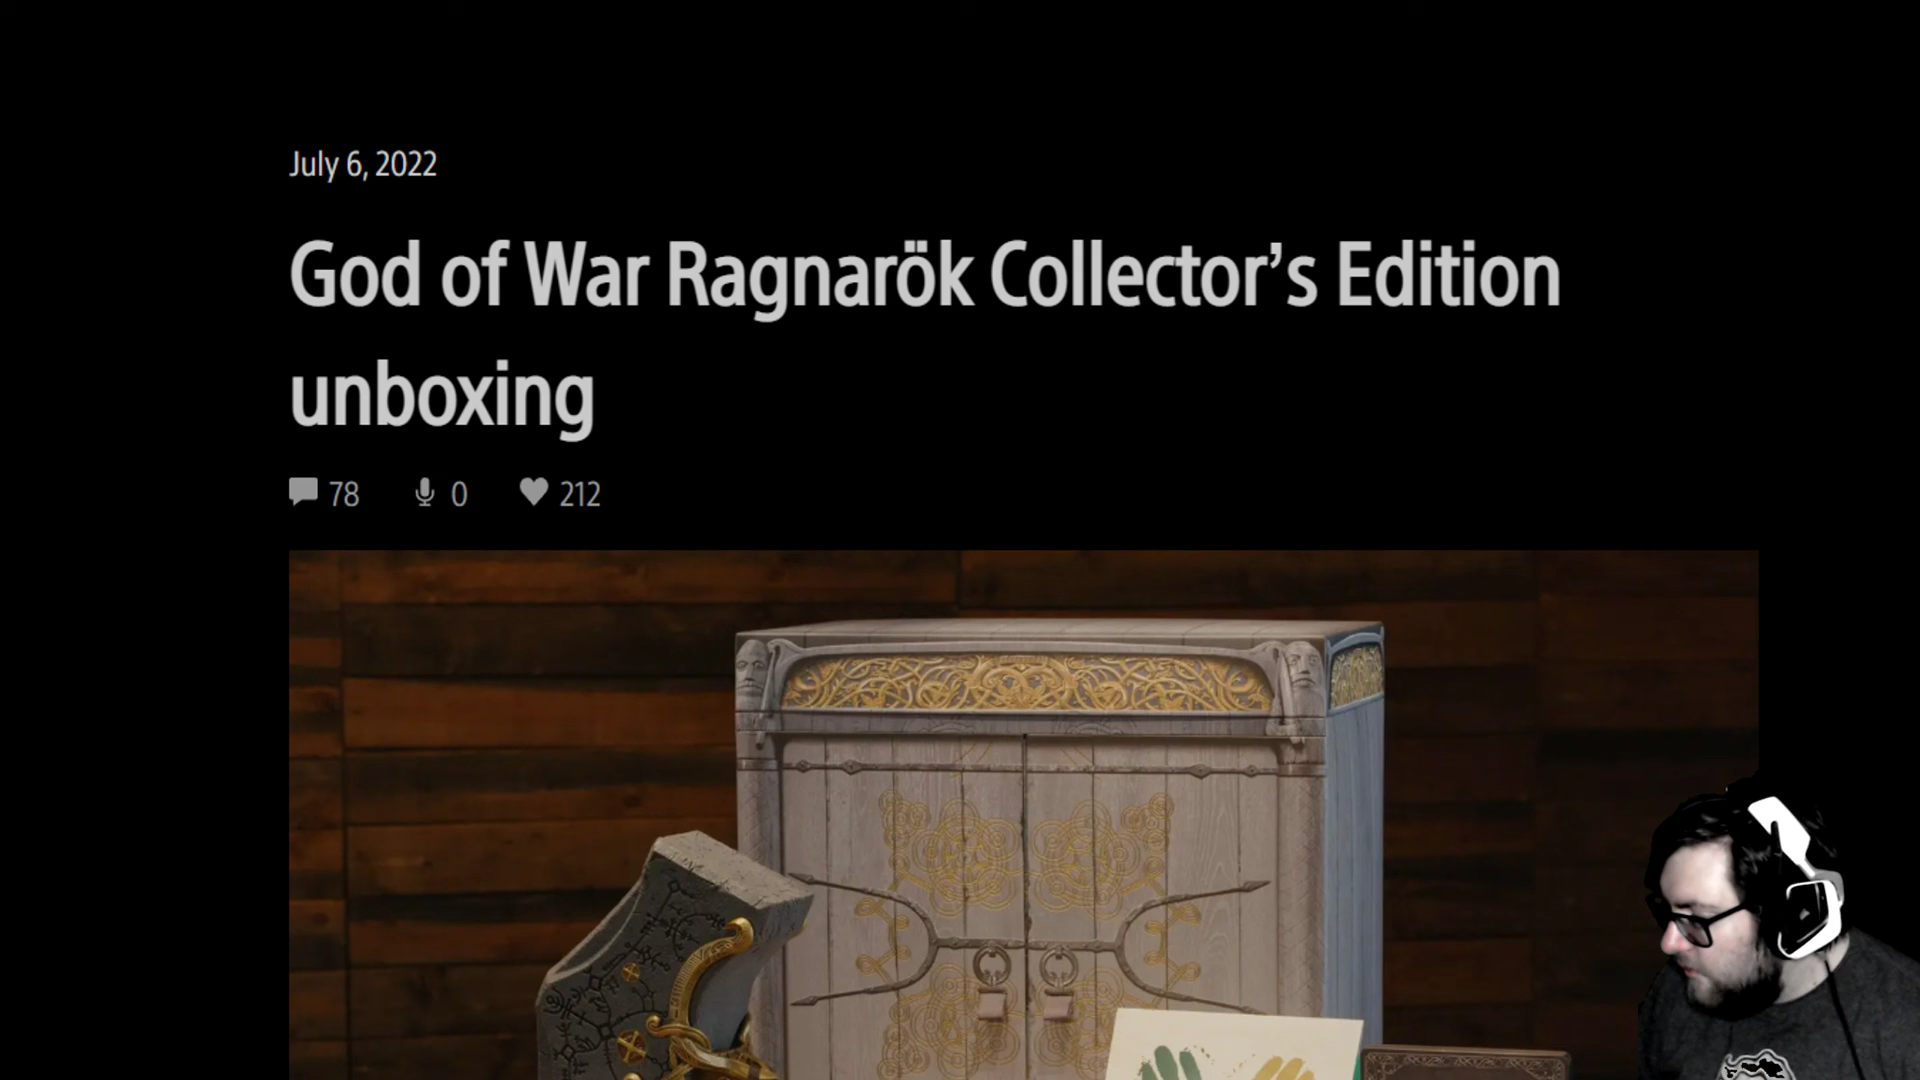 July 6, 2022
God of War Ragnarök Collector’s Edition
unboxing
78 0 212